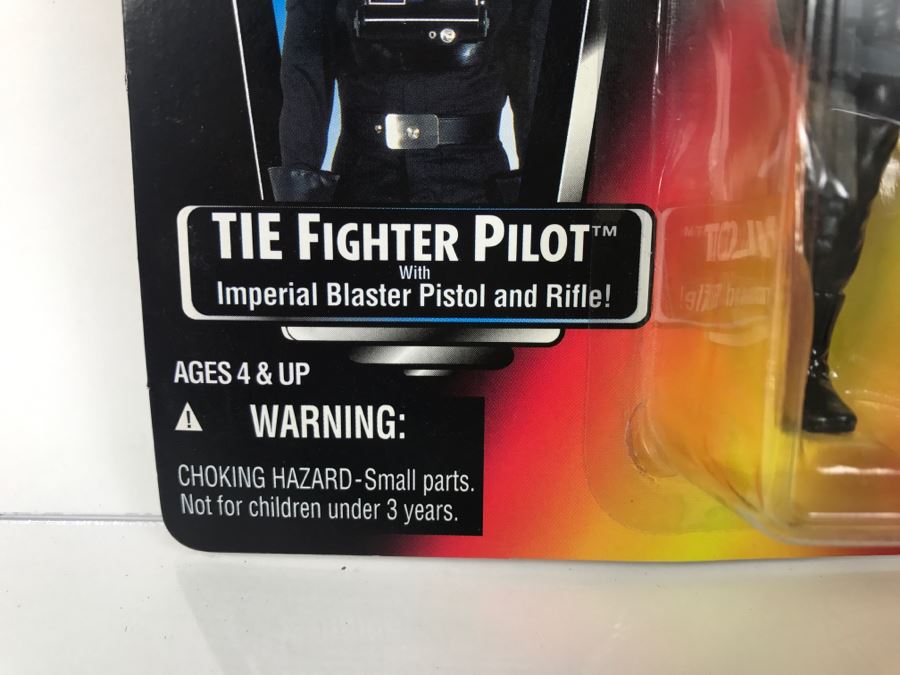 TIE FIGHTER PILOT™
With
Imperial Blaster Pistol and Rifle!
AGES 4 & UP
WARNING:
CHOKING HAZARD-Small parts.
Not for children under 3 years.